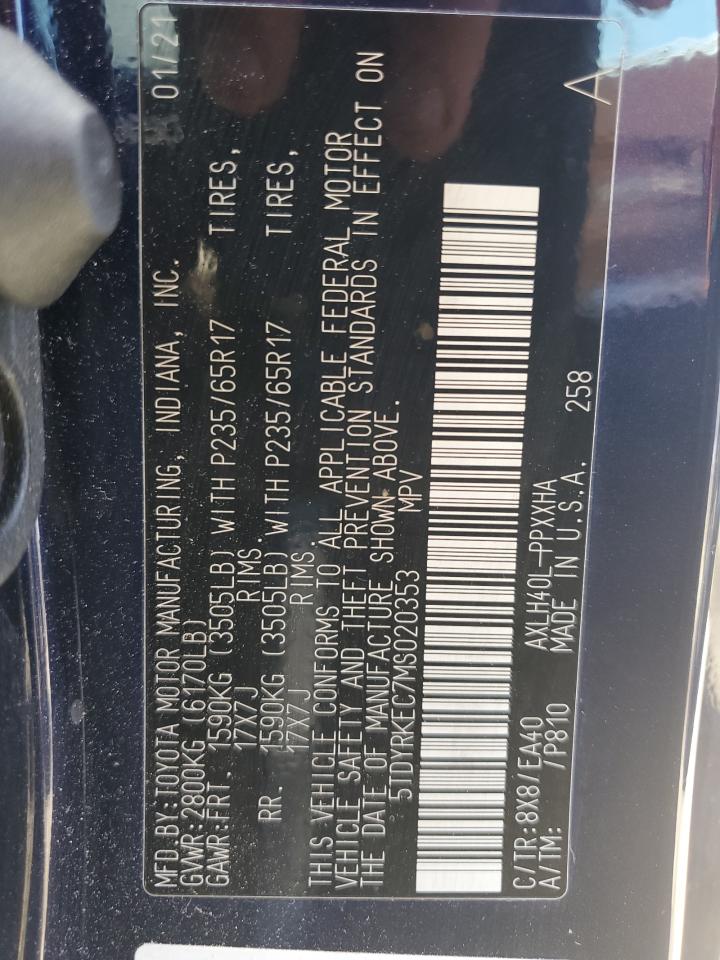 MFD.BY:TOYOTA MOTOR MANUFACTURING, INDIANA, INC. 01/21
GVWR:2800KG (6170LB)
GAWR:FRT. 1590KG (3505LB) WITH P235/65R17 TIRES,
17X7J RIMS.
RR. 1590KG (3505LB) WITH P235/65R17 TIRES,
17X7J RIMS.
THIS VEHICLE CONFORMS TO ALL APPLICABLE FEDERAL MOTOR
VEHICLE SAFETY AND THEFT PREVENTION STANDARDS IN EFFECT ON
THE DATE OF MANUFACTURE SHOWN ABOVE.
5TDYRKEC7MS020353 MPV
C/TR:8X8/EA40 AXLH40L-PPXXHA
A/TM: /P810 MADE IN U.S.A. 258
A